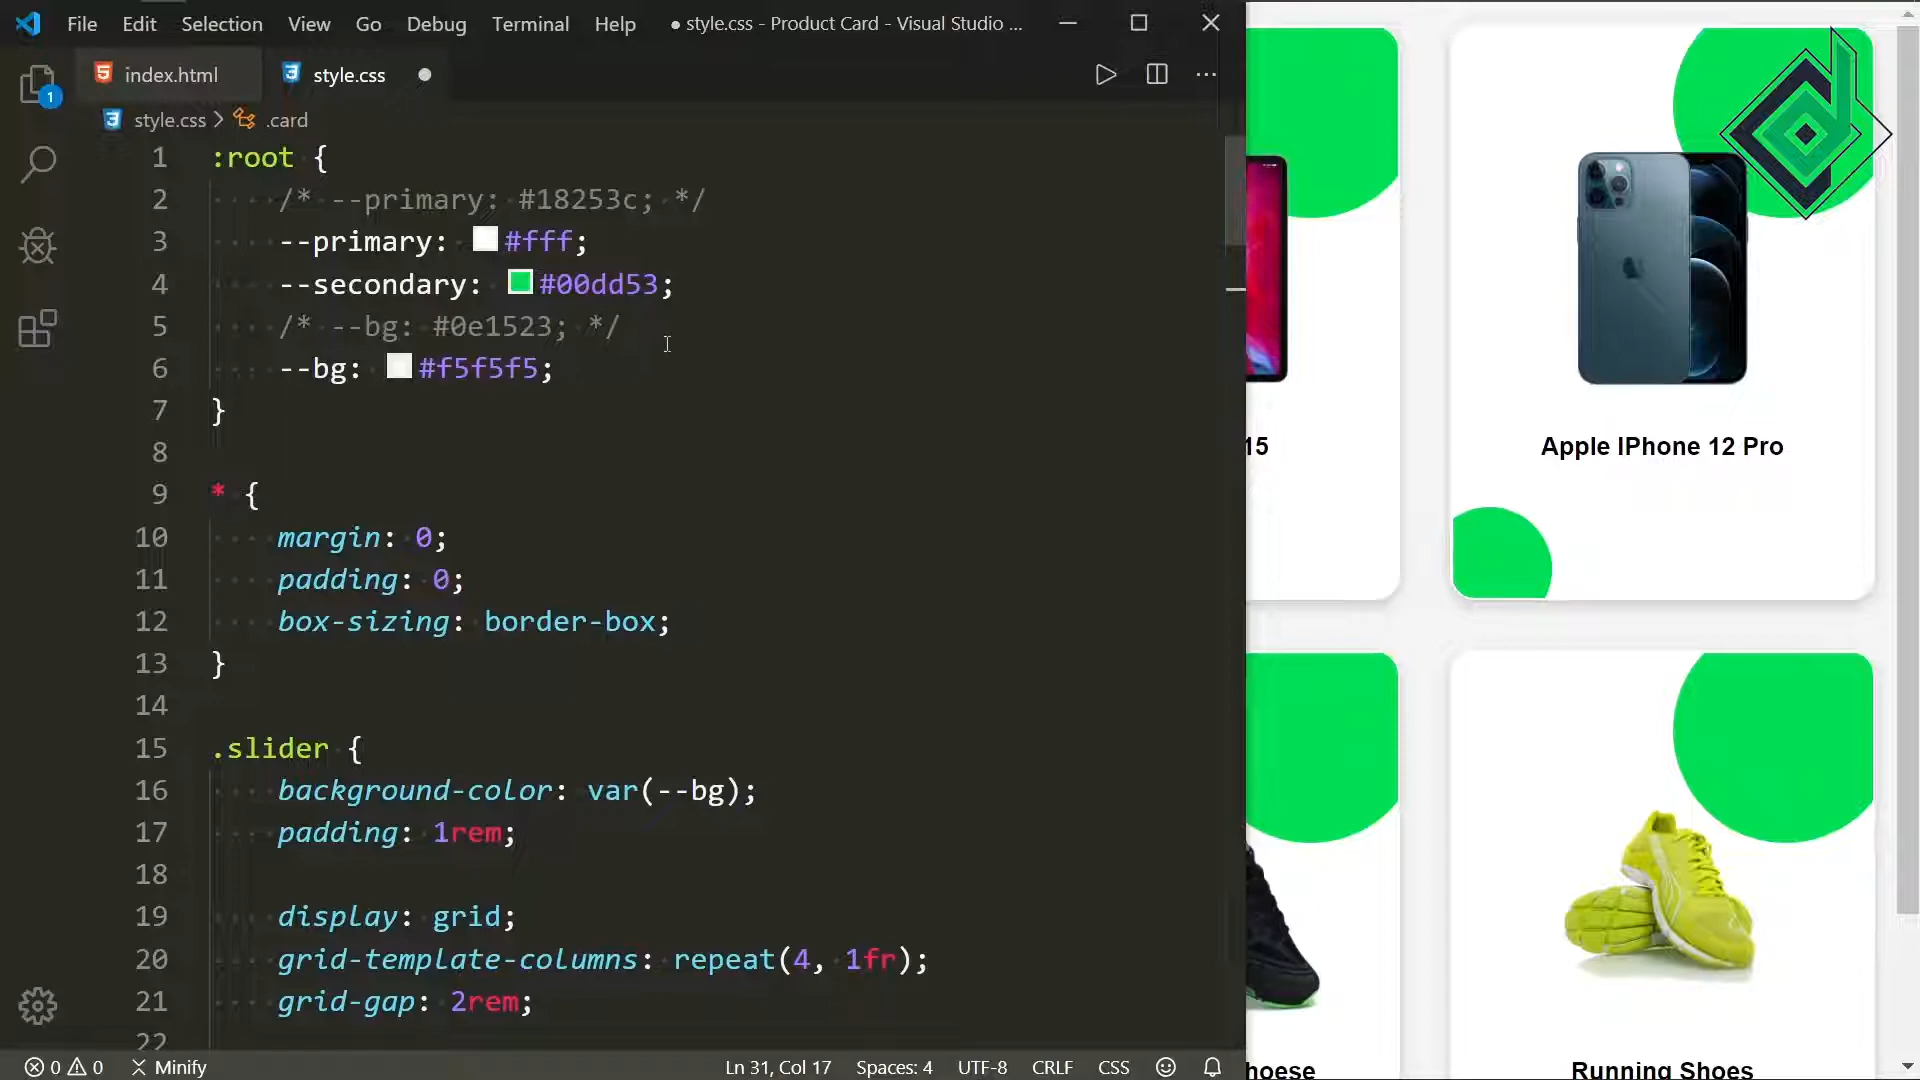 File Edit Selection View Go Debug Terminal Help ● style.css - Product Card - Visual Studio ...
index.html style.css
1
style.css > .card
1 :root {
2 /* --primary: #18253c; */
3 --primary: #fff;
4 --secondary: #00dd53;
5 /* --bg: #0e1523; */
6 --bg: #f5f5f5;
7 }
8
9 * {
10 margin: 0;
11 padding: 0;
12 box-sizing: border-box;
13 }
14
15 .slider {
16 background-color: var(--bg);
17 padding: 1rem;
18
19 display: grid;
20 grid-template-columns: repeat(4, 1fr);
21 grid-gap: 2rem;
22
0 0 Minify Ln 31, Col 17 Spaces: 4 UTF-8 CRLF CSS
15
Apple IPhone 12 Pro
hoese
Running Shoes